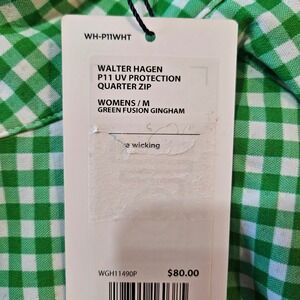 WH-P11WHT
WALTER HAGEN
P11 UV PROTECTION
QUARTER ZIP
WOMENS / M
GREEN FUSION GINGHAM
wicking
WGH11490P
$80.00